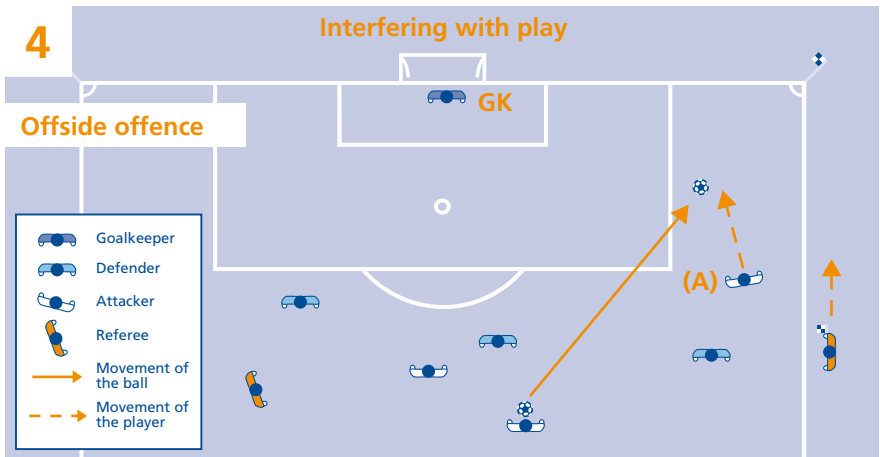 4
Interfering with play
GK
Offside offence
(A)
Goalkeeper
Defender
Attacker
Referee
Movement of
the ball
Movement of
the player